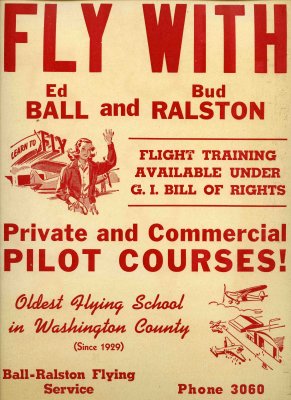 FLY WITH
Ed Bud
BALL and RALSTON
LEARN TO
FLY
FLIGHT TRAINING
AVAILABLE UNDER
G. I. BILL OF RIGHTS
Private and Commercial
PILOT COURSES!
Oldest Flying School
in Washington County
(Since 1929)
Ball-Ralston Flying
Service
Phone 3060